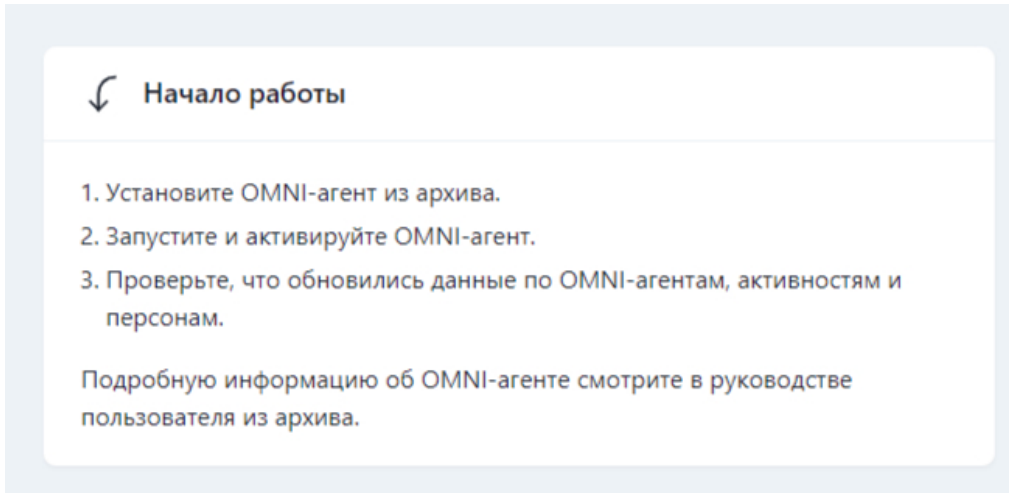 Начало работы
1. Установите OMNI-агент из архива.
2. Запустите и активируйте OMNI-агент.
3. Проверьте, что обновились данные по OMNI-агентам, активностям и
персонам.
Подробную информацию об OMNI-агенте смотрите в руководстве
пользователя из архива.